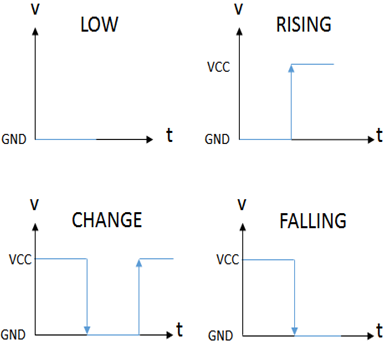 V
LOW
GND
t
V
RISING
VCC
GND
t
V
CHANGE
VCC
GND
t
V
FALLING
VCC
GND
t